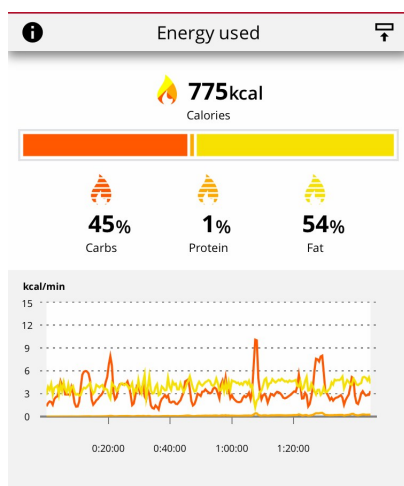 i
Energy used
775kcal
Calories
45% 1% 54%
Carbs Protein Fat
kcal/min
15
12
9
6
3
0
0:20:00 0:40:00 1:00:00 1:20:00